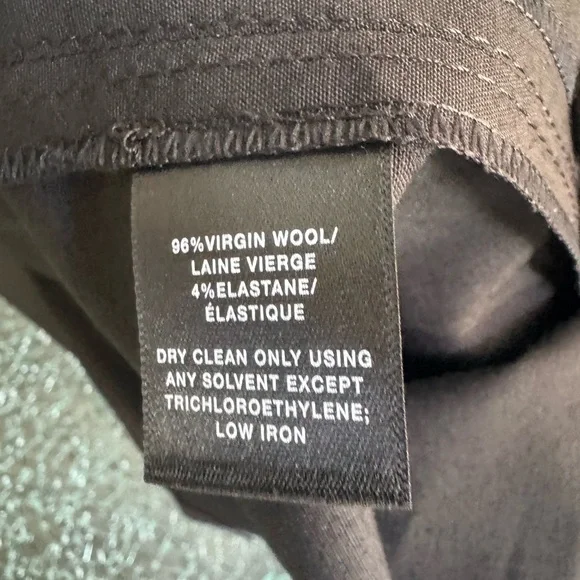 96%VIRGIN WOOL/
LAINE VIERGE
4%ELASTANE/
ÉLASTIQUE
DRY CLEAN ONLY USING
ANY SOLVENT EXCEPT
TRICHLOROETHYLENE;
LOW IRON